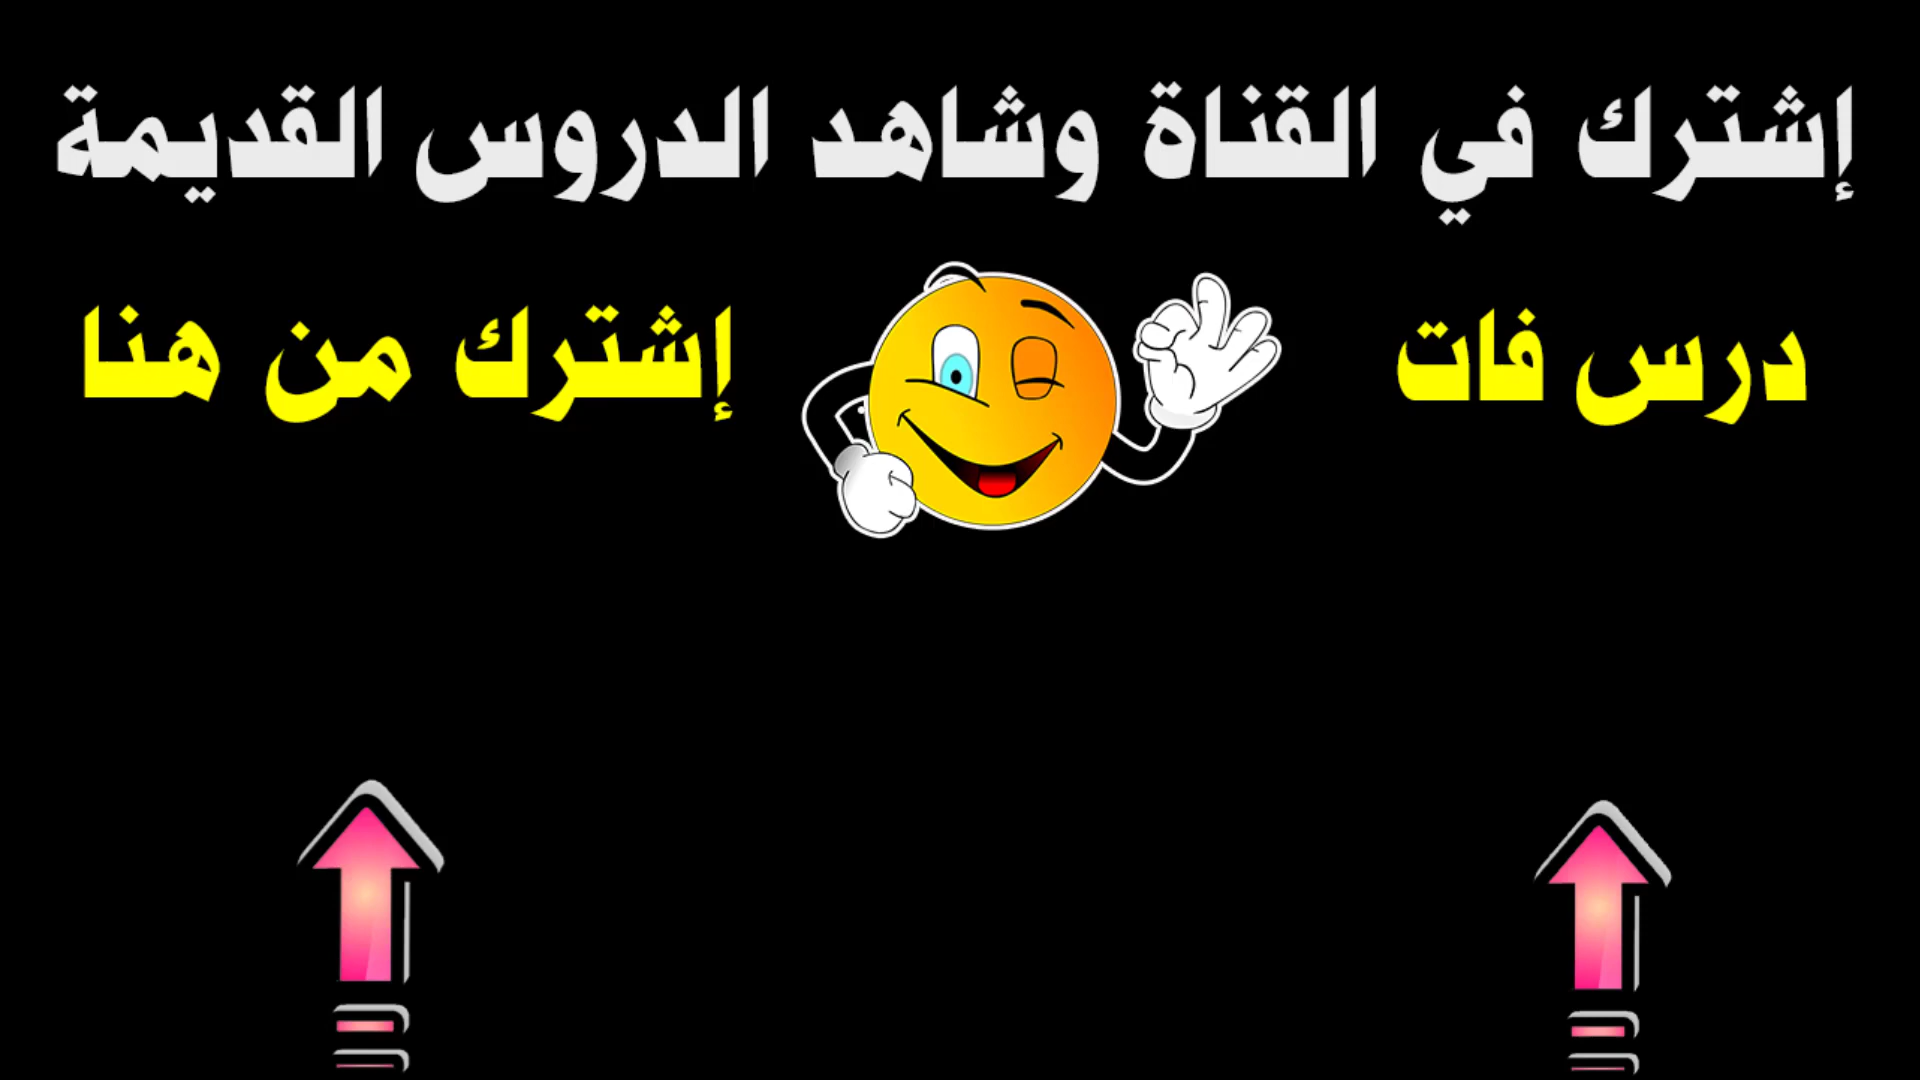 إشترك في القناة وشاهد الدروس القديمة
درس فات
إشترك من هنا